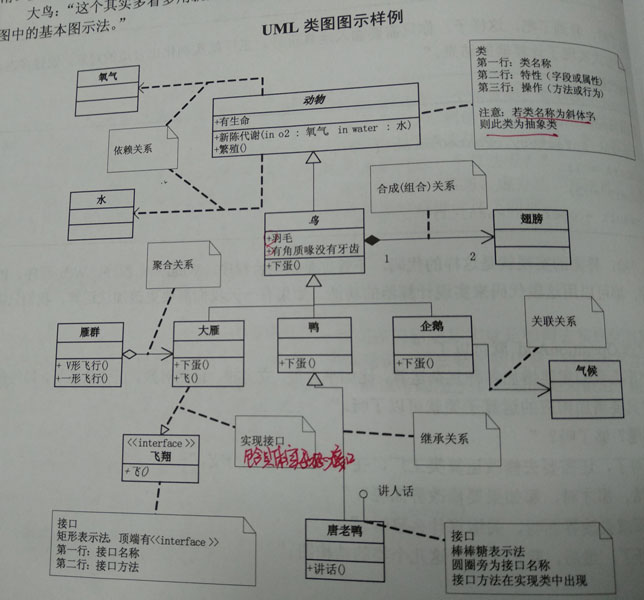 大鸟：“这个其实多看多用
图中的基本图示法。”
UML 类图图示样例
氧气
动物
+有生命
+新陈代谢(in o2 : 氧气, in water : 水)
+繁殖()
类
第一行：类名称
第二行：特性（字段或属性）
第三行：操作（方法或行为）
注意：若类名称为斜体字
则此类为抽象类
依赖关系
水
合成(组合)关系
鸟
+羽毛
+有角质喙没有牙齿
+下蛋()
1
2
翅膀
聚合关系
关联关系
雁群
+V形飞行()
+一形飞行()
大雁
+下蛋()
+飞()
鸭
+下蛋()
企鹅
+下蛋()
气候
<<interface>>
飞翔
+飞()
实现接口
继承关系
讲人话
接口
矩形表示法 顶端有<<interface >>
第一行：接口名称
第二行：接口方法
唐老鸭
+讲话()
接口
棒棒糖表示法
圆圈旁为接口名称
接口方法在实现类中出现